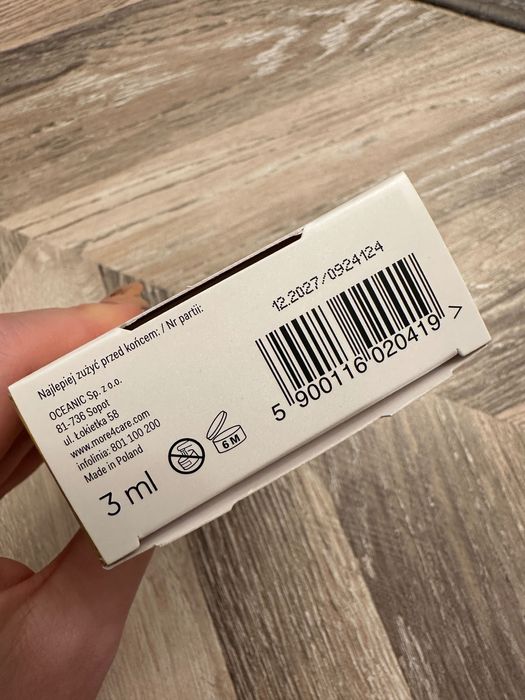 Najlepiej zużyć przed końcem: / Nr partii:
12.2027/0924124
OCEANIC Sp. z o.o.
81-736 Sopot
ul. Łokietka 58
www.more4care.com
infolinia: 801 100 200
Made in Poland
3 ml
6 M
5 900116 020419 >